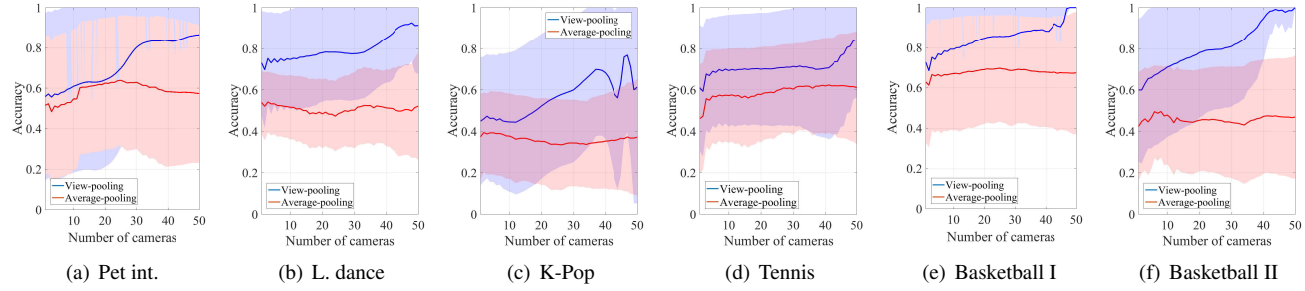 1
0.8
0.6
0.4
0.2
0
Accuracy
View-pooling
Average-pooling
10 20 30 40 50
Number of cameras
(a) Pet int.
1
0.8
0.6
0.4
0.2
0
Accuracy
View-pooling
Average-pooling
10 20 30 40 50
Number of cameras
(b) L. dance
1
0.8
0.6
0.4
0.2
0
Accuracy
View-pooling
Average-pooling
10 20 30 40 50
Number of cameras
(c) K-Pop
1
0.8
0.6
0.4
0.2
0
Accuracy
View-pooling
Average-pooling
10 20 30 40 50
Number of cameras
(d) Tennis
1
0.8
0.6
0.4
0.2
0
Accuracy
View-pooling
Average-pooling
10 20 30 40 50
Number of cameras
(e) Basketball I
1
0.8
0.6
0.4
0.2
0
Accuracy
View-pooling
Average-pooling
10 20 30 40 50
Number of cameras
(f) Basketball II